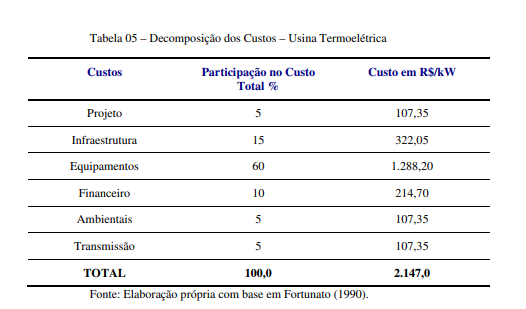 Tabela 05 – Decomposição dos Custos – Usina Termoelétrica
Custos Participação no Custo Total % Custo em R$/kW
Projeto 5 107,35
Infraestrutura 15 322,05
Equipamentos 60 1.288,20
Financeiro 10 214,70
Ambientais 5 107,35
Transmissão 5 107,35
TOTAL 100,0 2.147,0
Fonte: Elaboração própria com base em Fortunato (1990).